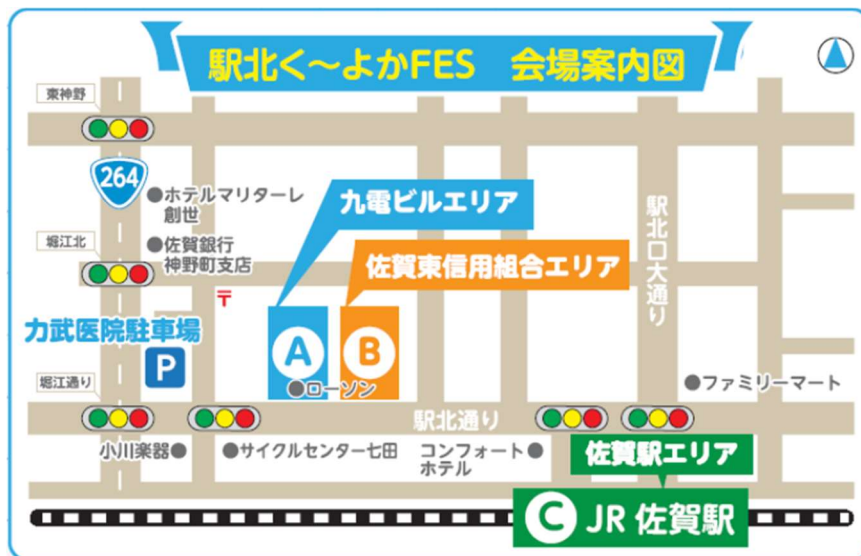 駅北く～よかFES 会場案内図
東神野
264
●ホテルマリターレ
創世
九電ビルエリア
堀江北
●佐賀銀行
神野町支店
佐賀東信用組合エリア
駅北口大通り
〒
力武医院駐車場
P
A
B
●ローソン
●ファミリーマート
堀江通り
駅北通り
小川楽器●
●サイクルセンター七田
コンフォート●
ホテル
佐賀駅エリア
C JR 佐賀駅